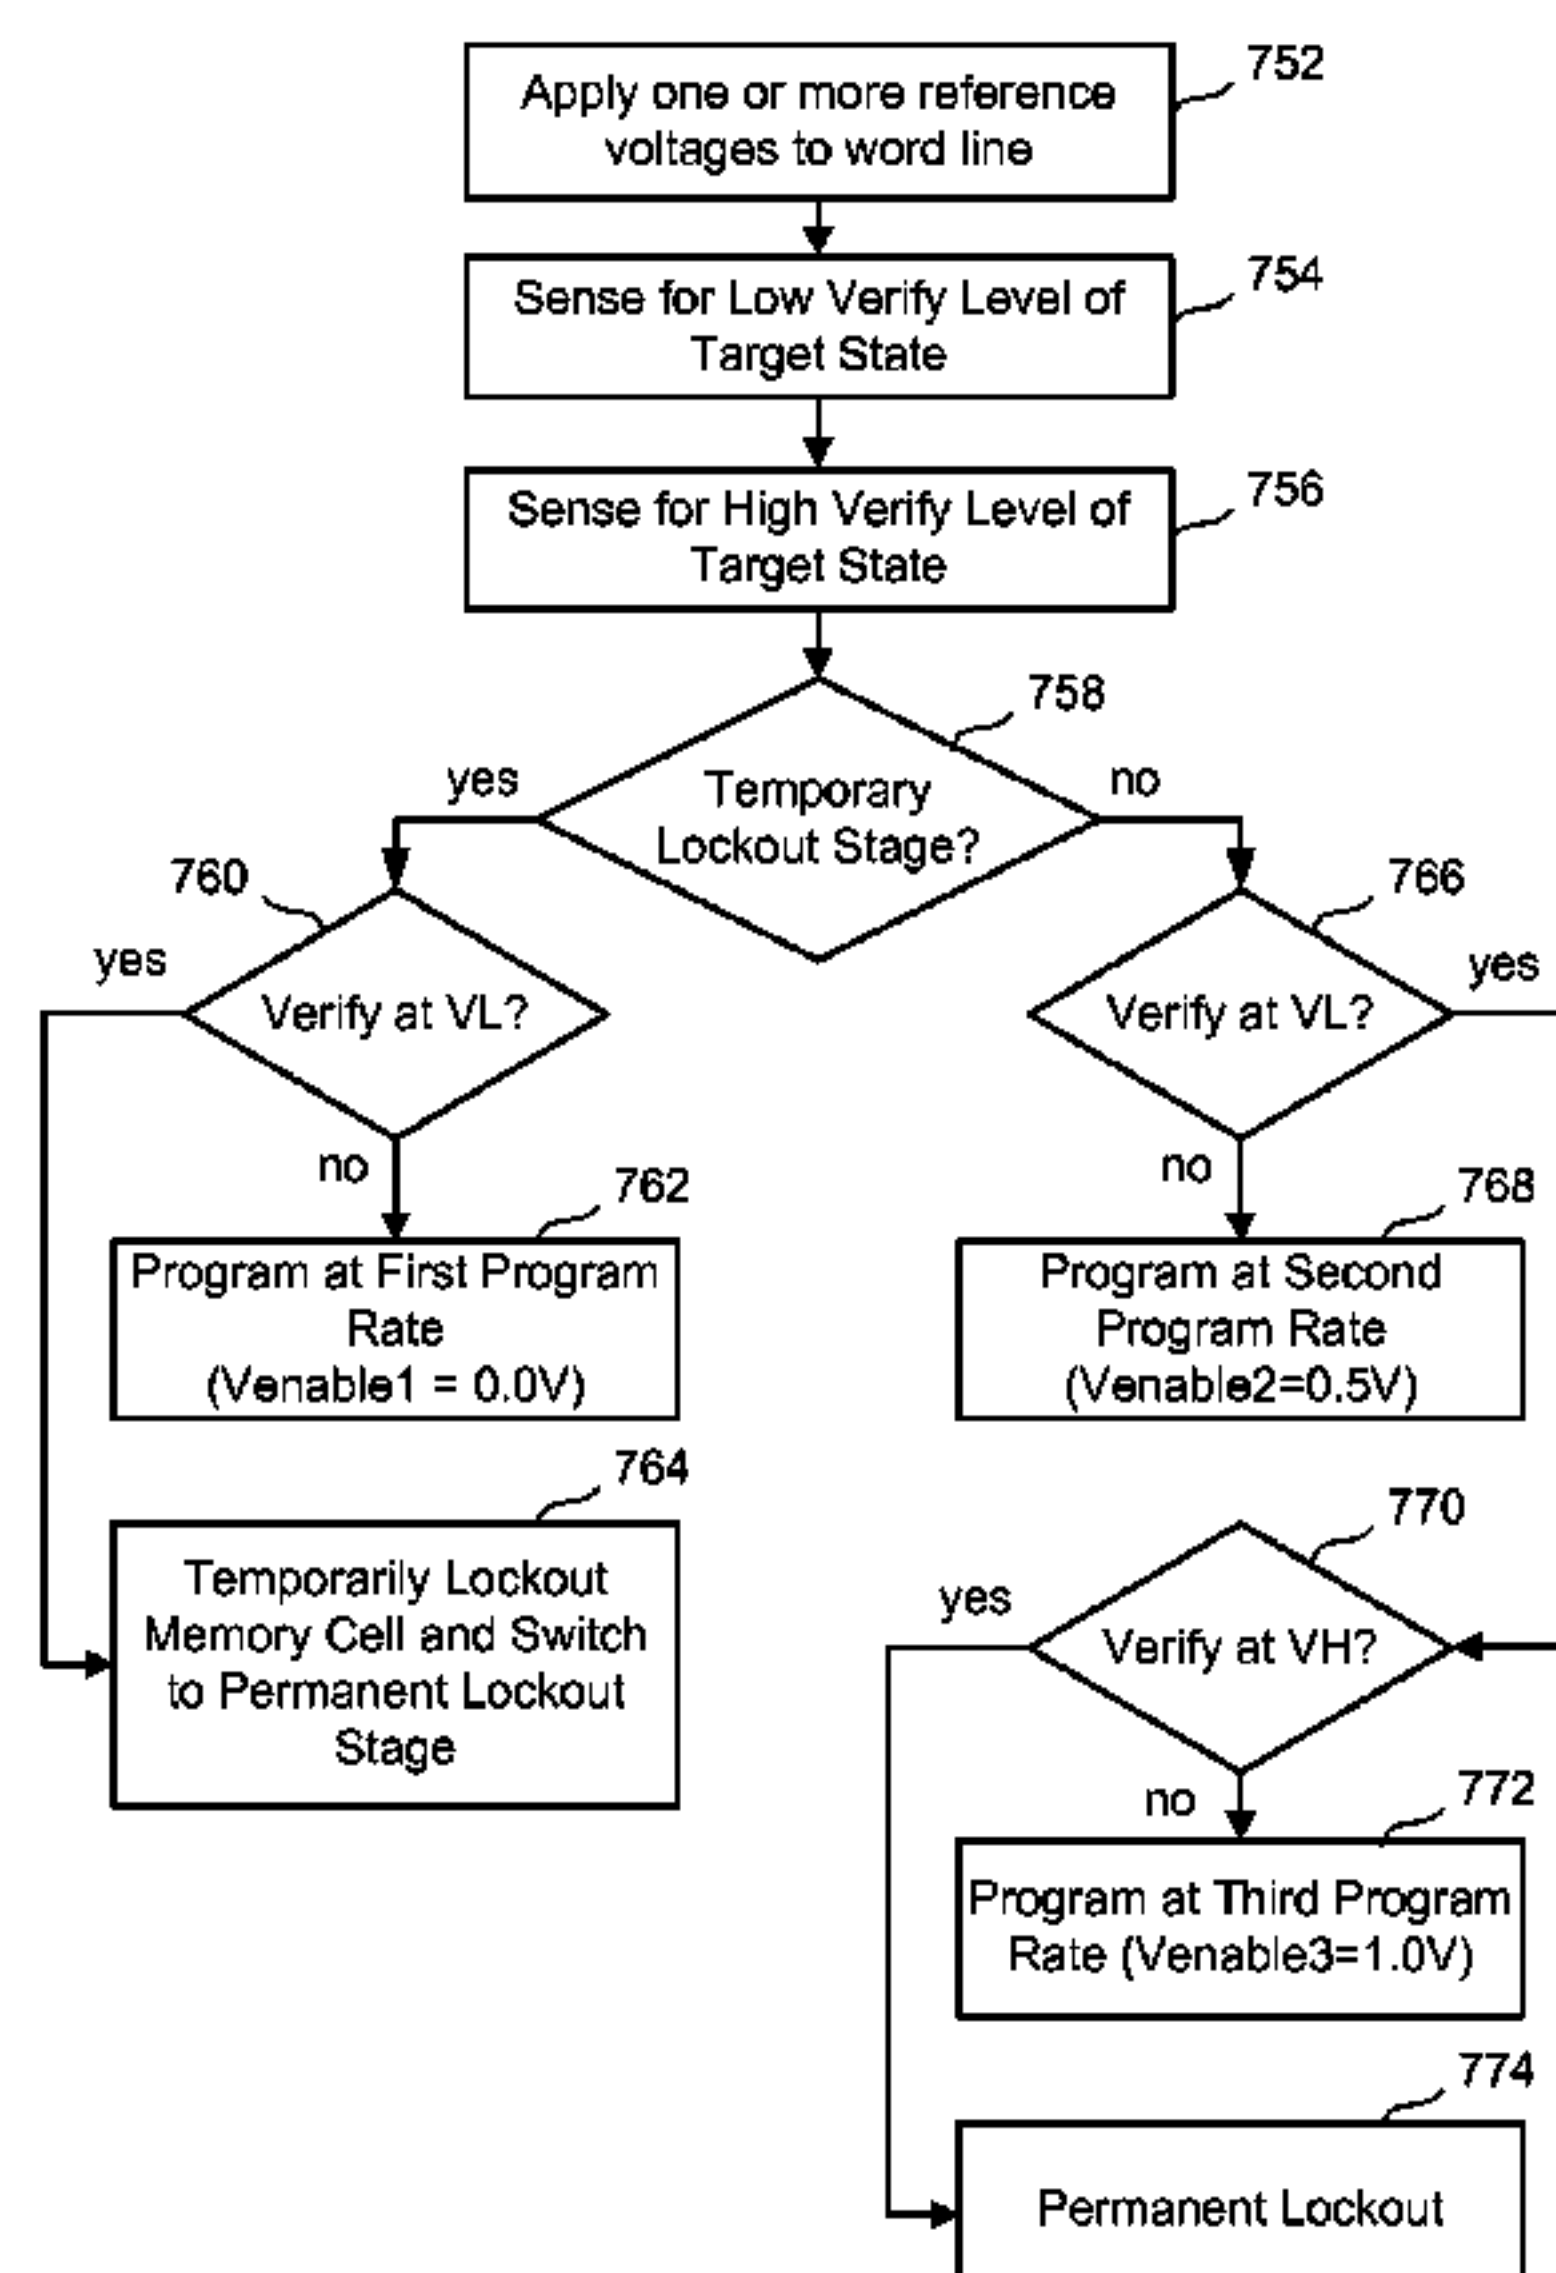 752
Apply one or more reference
voltages to word line
754
Sense for Low Verify Level of
Target State
756
Sense for High Verify Level of
Target State
758
yes
Temporary
Lockout Stage?
no
760
766
yes
Verify at VL?
Verify at VL?
yes
no
762
no
768
Program at First Program
Rate
(Venable1 = 0.0V)
Program at Second
Program Rate
(Venable2=0.5V)
764
Temporarily Lockout
Memory Cell and Switch
to Permanent Lockout
Stage
770
yes
Verify at VH?
no
772
Program at Third Program
Rate (Venable3=1.0V)
774
Permanent Lockout